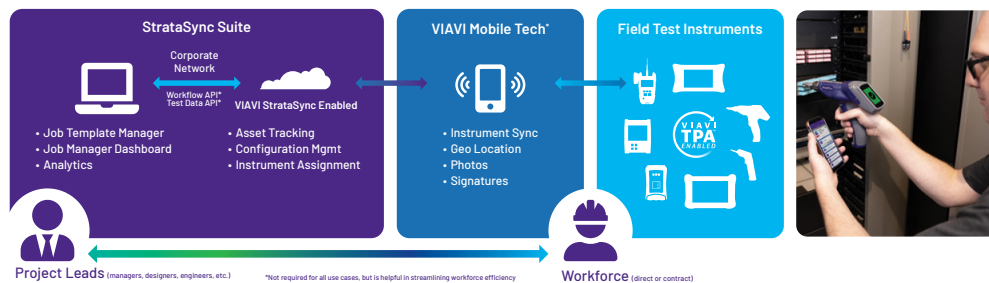 StrataSync Suite
Corporate
Network
Workflow API*
Test Data API*
VIAVI StrataSync Enabled
• Job Template Manager
• Job Manager Dashboard
• Analytics
• Asset Tracking
• Configuration Mgmt
• Instrument Assignment
VIAVI Mobile Tech*
• Instrument Sync
• Geo Location
• Photos
• Signatures
Field Test Instruments
VIAVI
TPA
ENABLED
Project Leads (managers, designers, engineers, etc.)
*Not required for all use cases, but is helpful in streamlining workforce efficiency
Workforce (direct or contract)